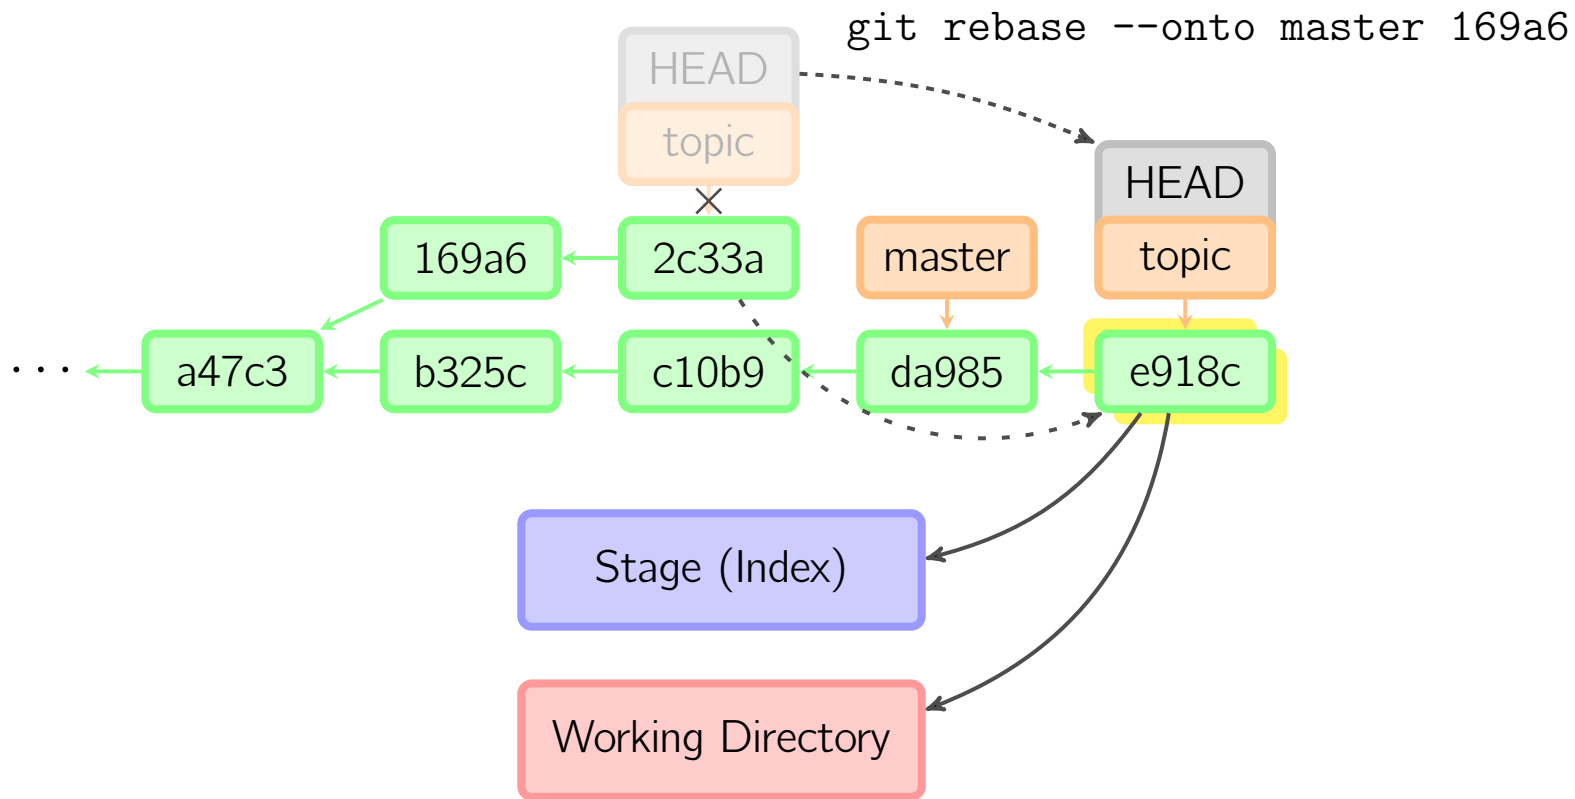 git rebase --onto master 169a6
HEAD
topic
HEAD
169a6
2c33a
master
topic
...
a47c3
b325c
c10b9
da985
e918c
Stage (Index)
Working Directory